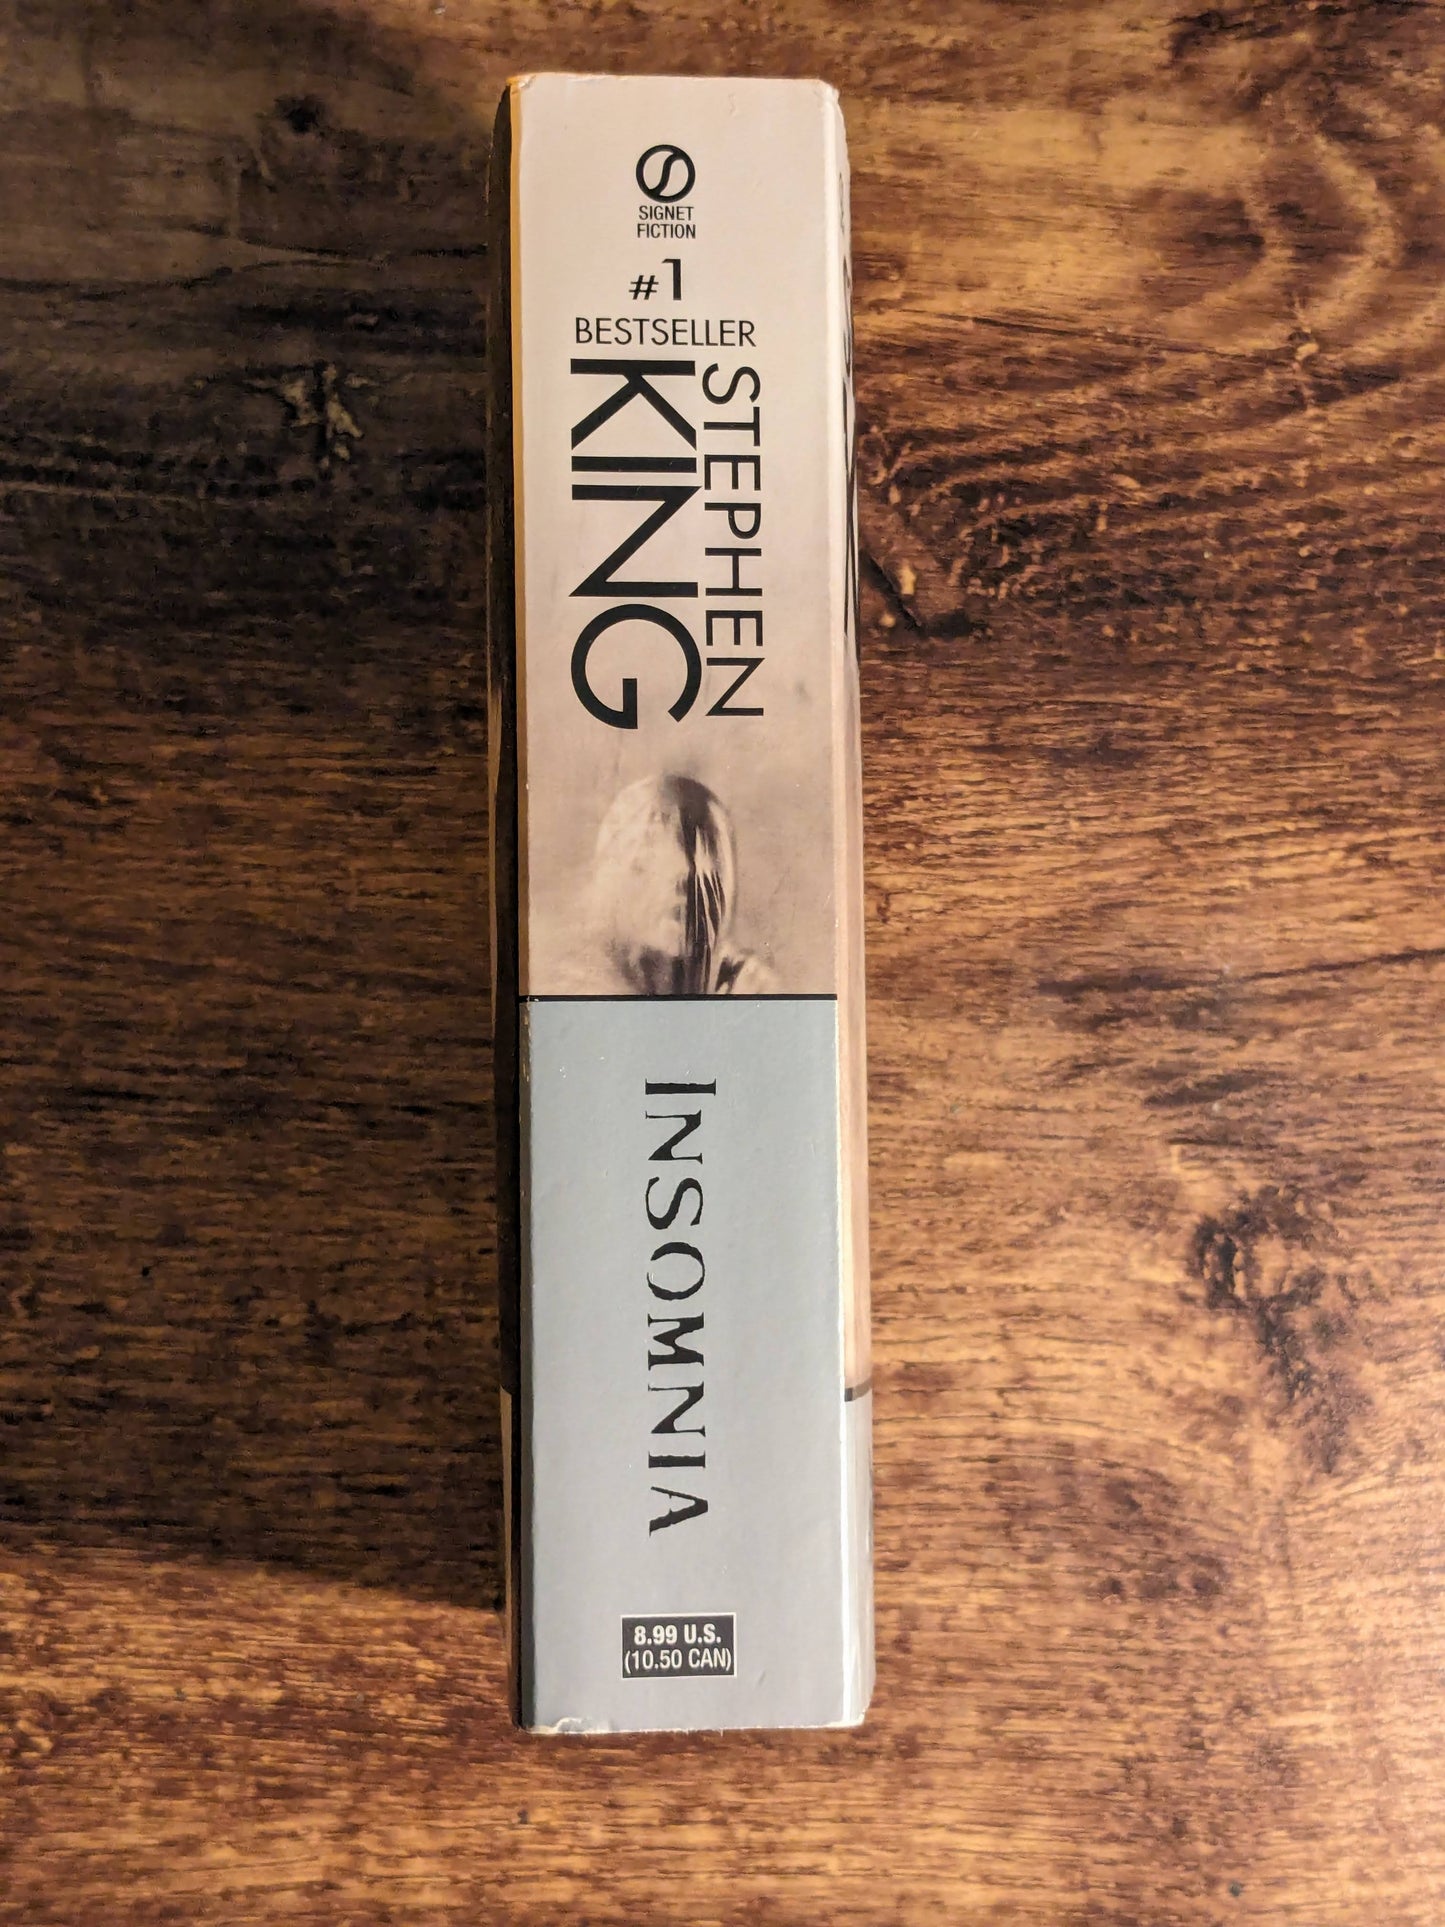 SIGNET
FICTION
#1
BESTSELLER
STEPHEN
KING
INSOMNIA
8.99 U.S.
(10.50 CAN)